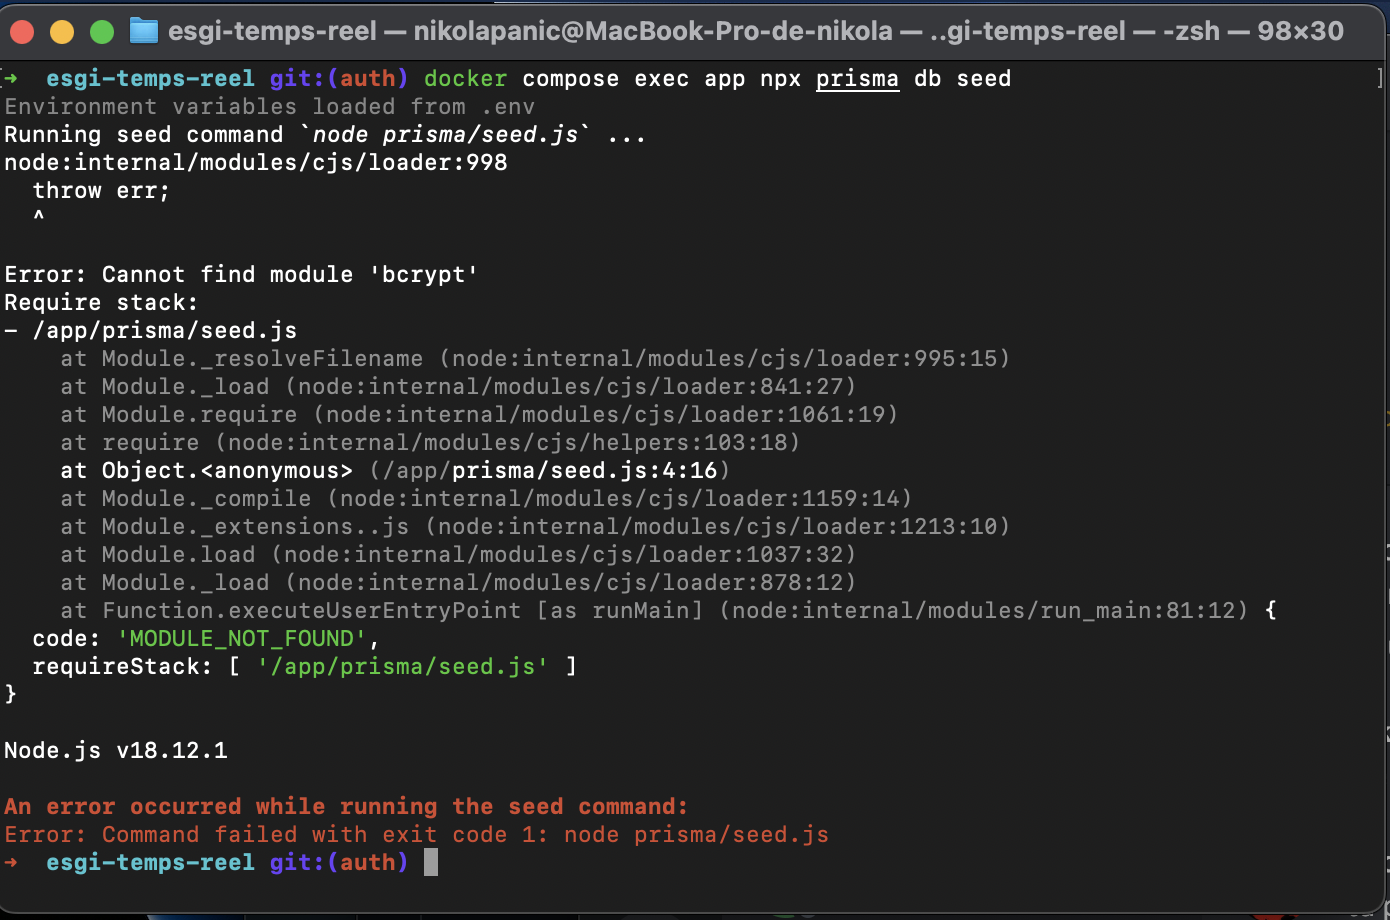 esgi-temps-reel — nikolapanic@MacBook-Pro-de-nikola — ..gi-temps-reel — -zsh — 98×30
[➜  esgi-temps-reel git:(auth) docker compose exec app npx prisma db seed ]
Environment variables loaded from .env
Running seed command `node prisma/seed.js` ...
node:internal/modules/cjs/loader:998
  throw err;
  ^

Error: Cannot find module 'bcrypt'
Require stack:
- /app/prisma/seed.js
    at Module._resolveFilename (node:internal/modules/cjs/loader:995:15)
    at Module._load (node:internal/modules/cjs/loader:841:27)
    at Module.require (node:internal/modules/cjs/loader:1061:19)
    at require (node:internal/modules/cjs/helpers:103:18)
    at Object.<anonymous> (/app/prisma/seed.js:4:16)
    at Module._compile (node:internal/modules/cjs/loader:1159:14)
    at Module._extensions..js (node:internal/modules/cjs/loader:1213:10)
    at Module.load (node:internal/modules/cjs/loader:1037:32)
    at Module._load (node:internal/modules/cjs/loader:878:12)
    at Function.executeUserEntryPoint [as runMain] (node:internal/modules/run_main:81:12) {
  code: 'MODULE_NOT_FOUND',
  requireStack: [ '/app/prisma/seed.js' ]
}

Node.js v18.12.1

An error occurred while running the seed command:
Error: Command failed with exit code 1: node prisma/seed.js
➜  esgi-temps-reel git:(auth)